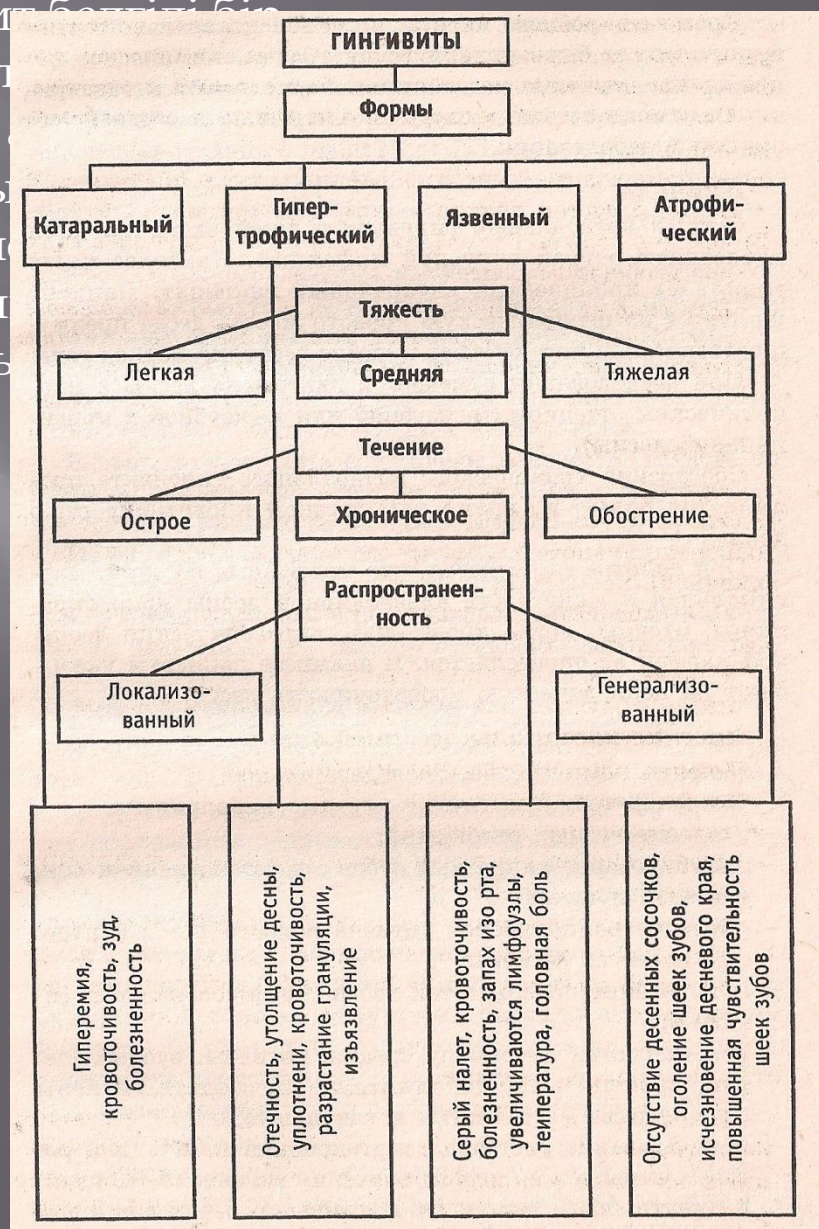 т белгілі бір
ГИНГИВИТЫ
Формы
Катаральный
Гипер-
трофический
Язвенный
Атрофи-
ческий
Тяжесть
Легкая
Средняя
Тяжелая
Течение
Острое
Хроническое
Обострение
Распространен-
ность
Локализо-
ванный
Генерализо-
ванный
Гиперемия,
кровоточивость, зуд,
болезненность
Отечность, утолщение десны,
уплотнени, кровоточивость,
разрастание грануляции,
изъязвление
Серый налет, кровоточивость,
болезненность, запах изо рта,
увеличиваются лимфоузлы,
теипература, головная боль
Отсутствие десенных сосочков,
оголение шеек зубов,
исчезновение десневого края,
повышенная чувствительность
шеек зубов